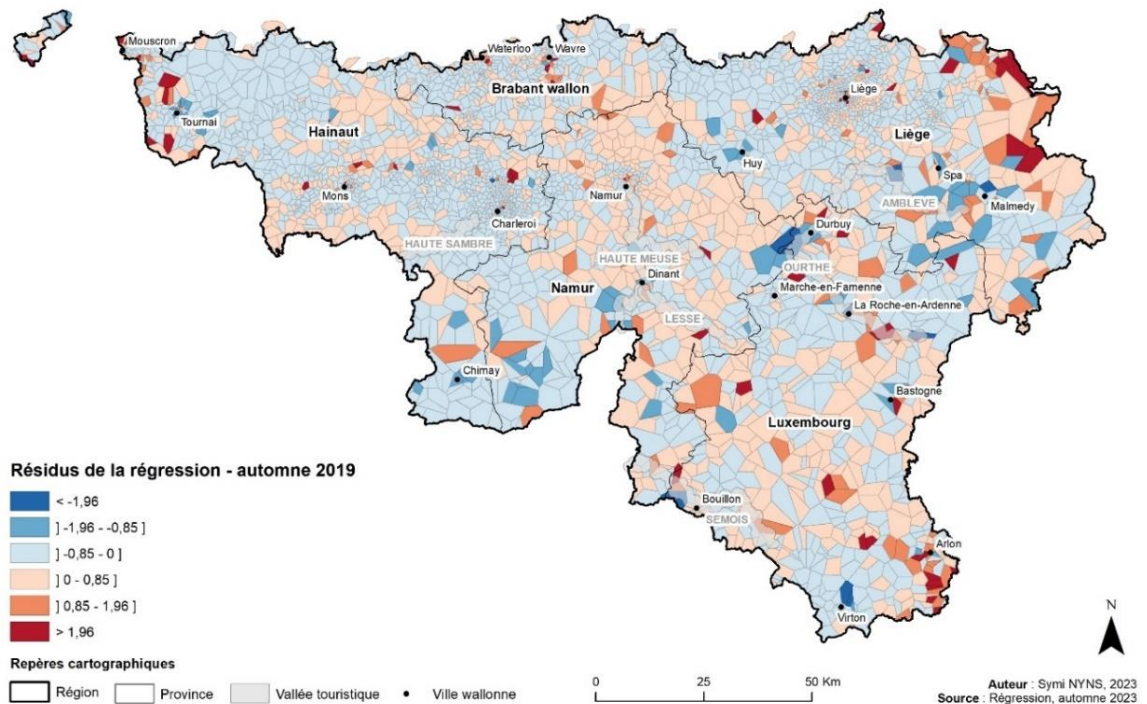 Mouscron
Waterloo
Wavre
Brabant wallon
Liège
Tournai
Hainaut
Liège
Huy
Spa
Mons
Namur
AMBLEVE
Malmedy
Charleroi
Durbuy
HAUTE SAMBRE
HAUTE MEUSE
OURTHE
Dinant
Namur
Marche-en-Famenne
La Roche-en-Ardenne
LESSE
Chimay
Bastogne
Luxembourg
Bouillon
SEMOIS
Arlon
Virton
Résidus de la régression - automne 2019
< -1,96
] -1,96 - -0,85 ]
] -0,85 - 0 ]
] 0 - 0,85 ]
] 0,85 - 1,96 ]
> 1,96
Repères cartographiques
Région Province Vallée touristique Ville wallonne
0 25 50 Km
N
Auteur : Symi NYNS, 2023
Source : Régression, automne 2023